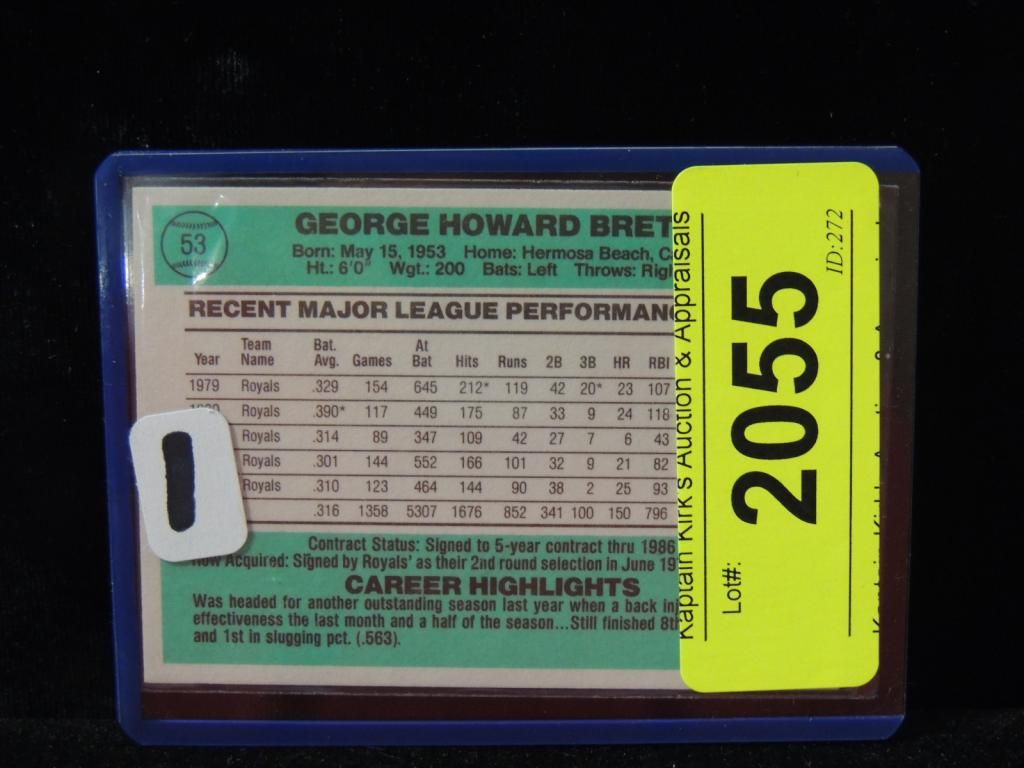 53
GEORGE HOWARD BRET
Born: May 15, 1953 Home: Hermosa Beach,
Ht.: 6'0" Wgt.: 200 Bats: Left Throws:
RECENT MAJOR LEAGUE
Year Team Name Bat. Avg. Games At Bat Hits Runs 2B 3B HR RBI
1979 Royals .329 154 645 212* 119 42 20* 23 107
Royals .390* 117 449 175 87 33 9 24 118
Royals .314 89 347 109 42 27 7 6 43
Royals .301 144 552 166 101 32 9 21 82
Royals .310 123 464 144 90 38 2 25 93
.316 1358 5307 1676 852 341 100 150 796
Contract Status: Signed to 5-year contract thru 1986
How Acquired: Signed by Royals' as their 2nd round selection in June 19
CAREER HIGHLIGHTS
Was headed for another outstanding season last year when a back
effectiveness the last month and a half of the season...Still finished 8th
and 1st in slugging pct. (.563).
Kaptain Kirk's Auction & Appraisals
Lot#: 2055
ID:272